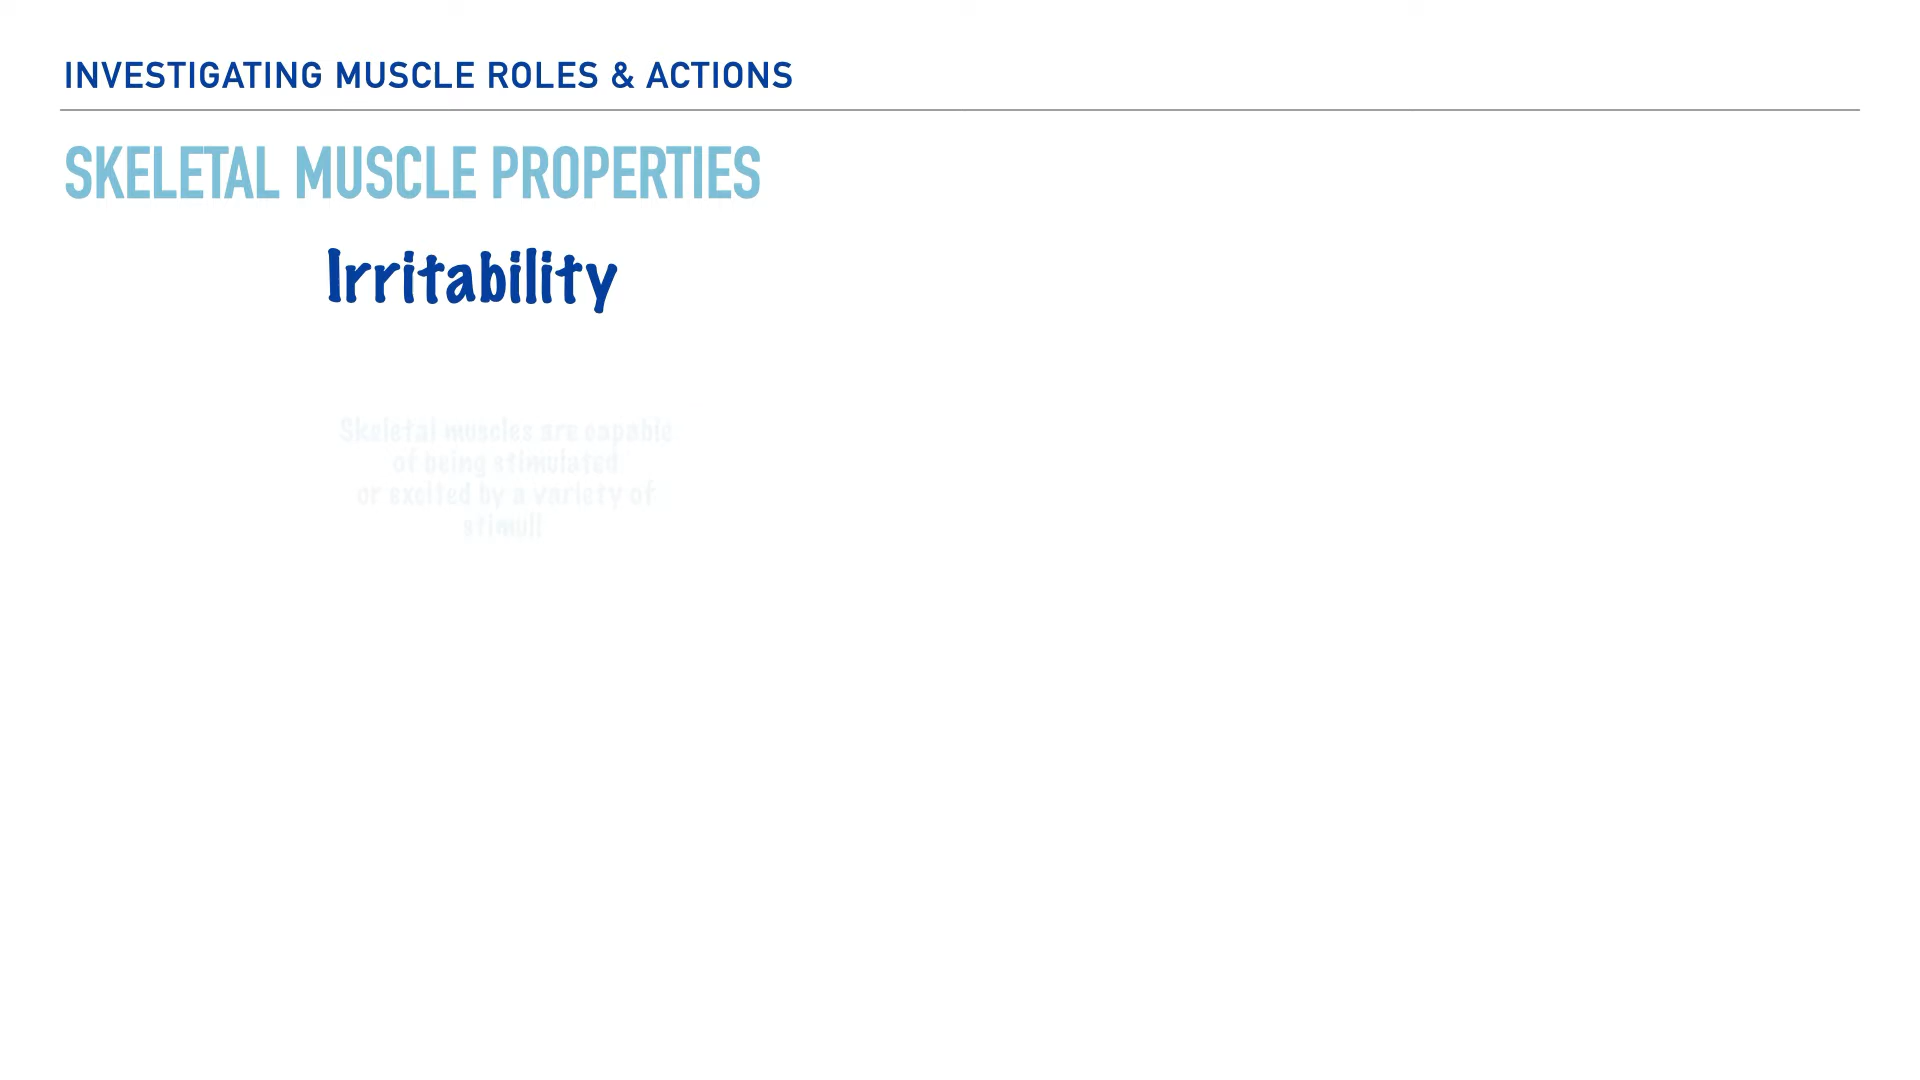 INVESTIGATING MUSCLE ROLES & ACTIONS
SKELETAL MUSCLE PROPERTIES
Irritability
Skeletal muscles are capable
of being stimulated
or excited by a variety of
stimuli